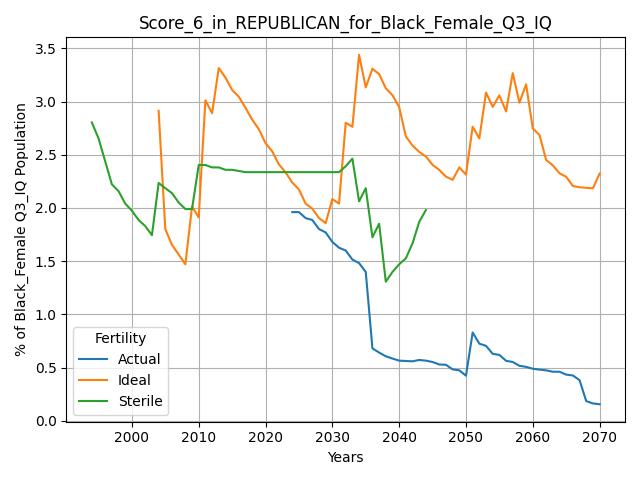 Score_6_in_REPUBLICAN_for_Black_Female_Q3_IQ
% of Black_Female Q3_IQ Population
3.5
3.0
2.5
2.0
1.5
1.0
0.5
0.0
Fertility
Actual
Ideal
Sterile
2000
2010
2020
2030
2040
2050
2060
2070
Years